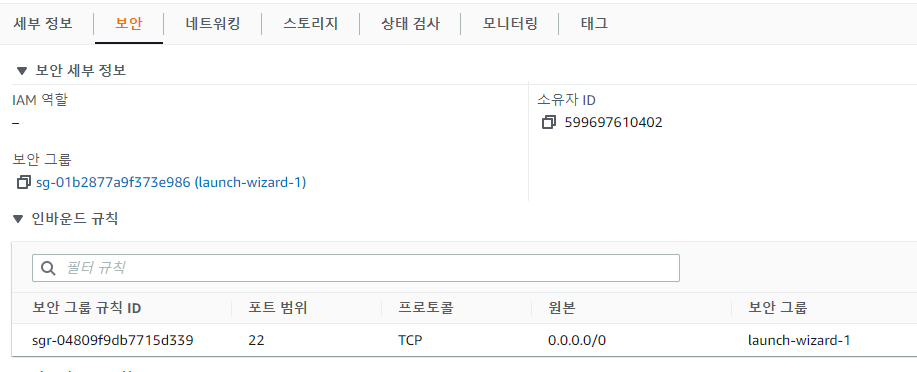 세부 정보 보안 네트워킹 스토리지 상태 검사 모니터링 태그
▼ 보안 세부 정보
IAM 역할 소유자 ID
– 599697610402
보안 그룹
sg-01b2877a9f373e986 (launch-wizard-1)
▼ 인바운드 규칙
필터 규칙
보안 그룹 규칙 ID 포트 범위 프로토콜 원본 보안 그룹
sgr-04809f9db7715d339 22 TCP 0.0.0.0/0 launch-wizard-1